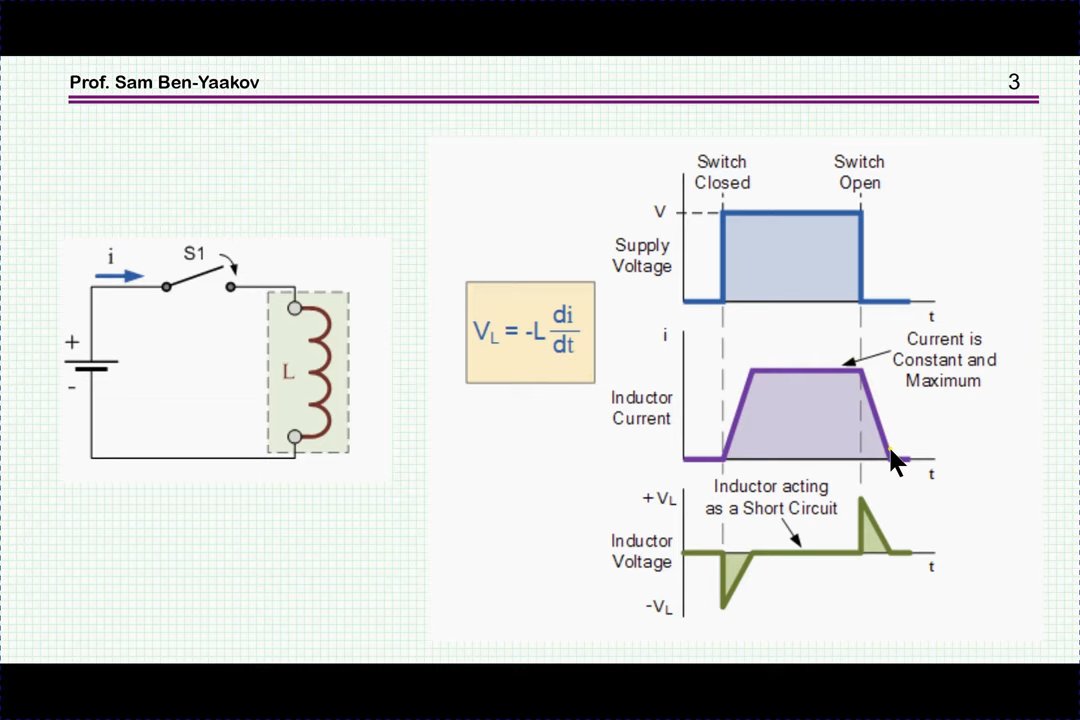 Prof. Sam Ben-Yaakov
3
i
S1
+
-
L
VL = -L di/dt
Switch
Closed
Switch
Open
V
Supply
Voltage
t
i
Current is
Constant and
Maximum
Inductor
Current
t
+VL
Inductor acting
as a Short Circuit
Inductor
Voltage
t
-VL